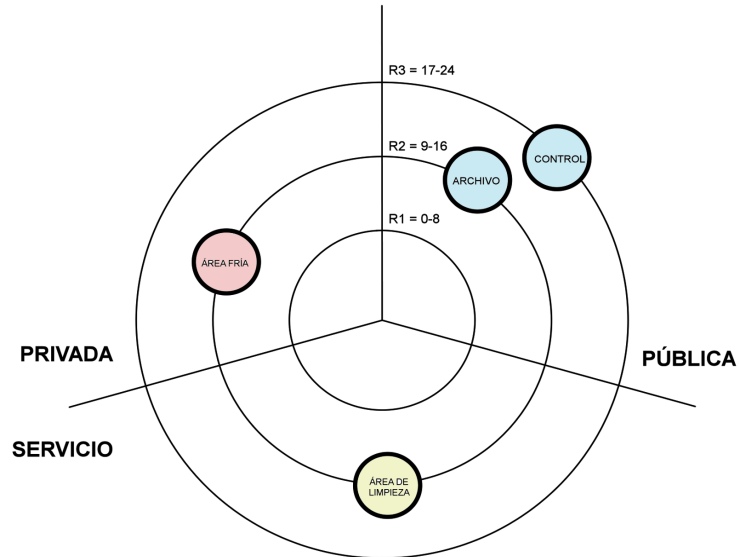 R3 = 17-24
R2 = 9-16
CONTROL
ARCHIVO
R1 = 0-8
ÁREA FRÍA
PRIVADA
PÚBLICA
SERVICIO
ÁREA DE
LIMPIEZA